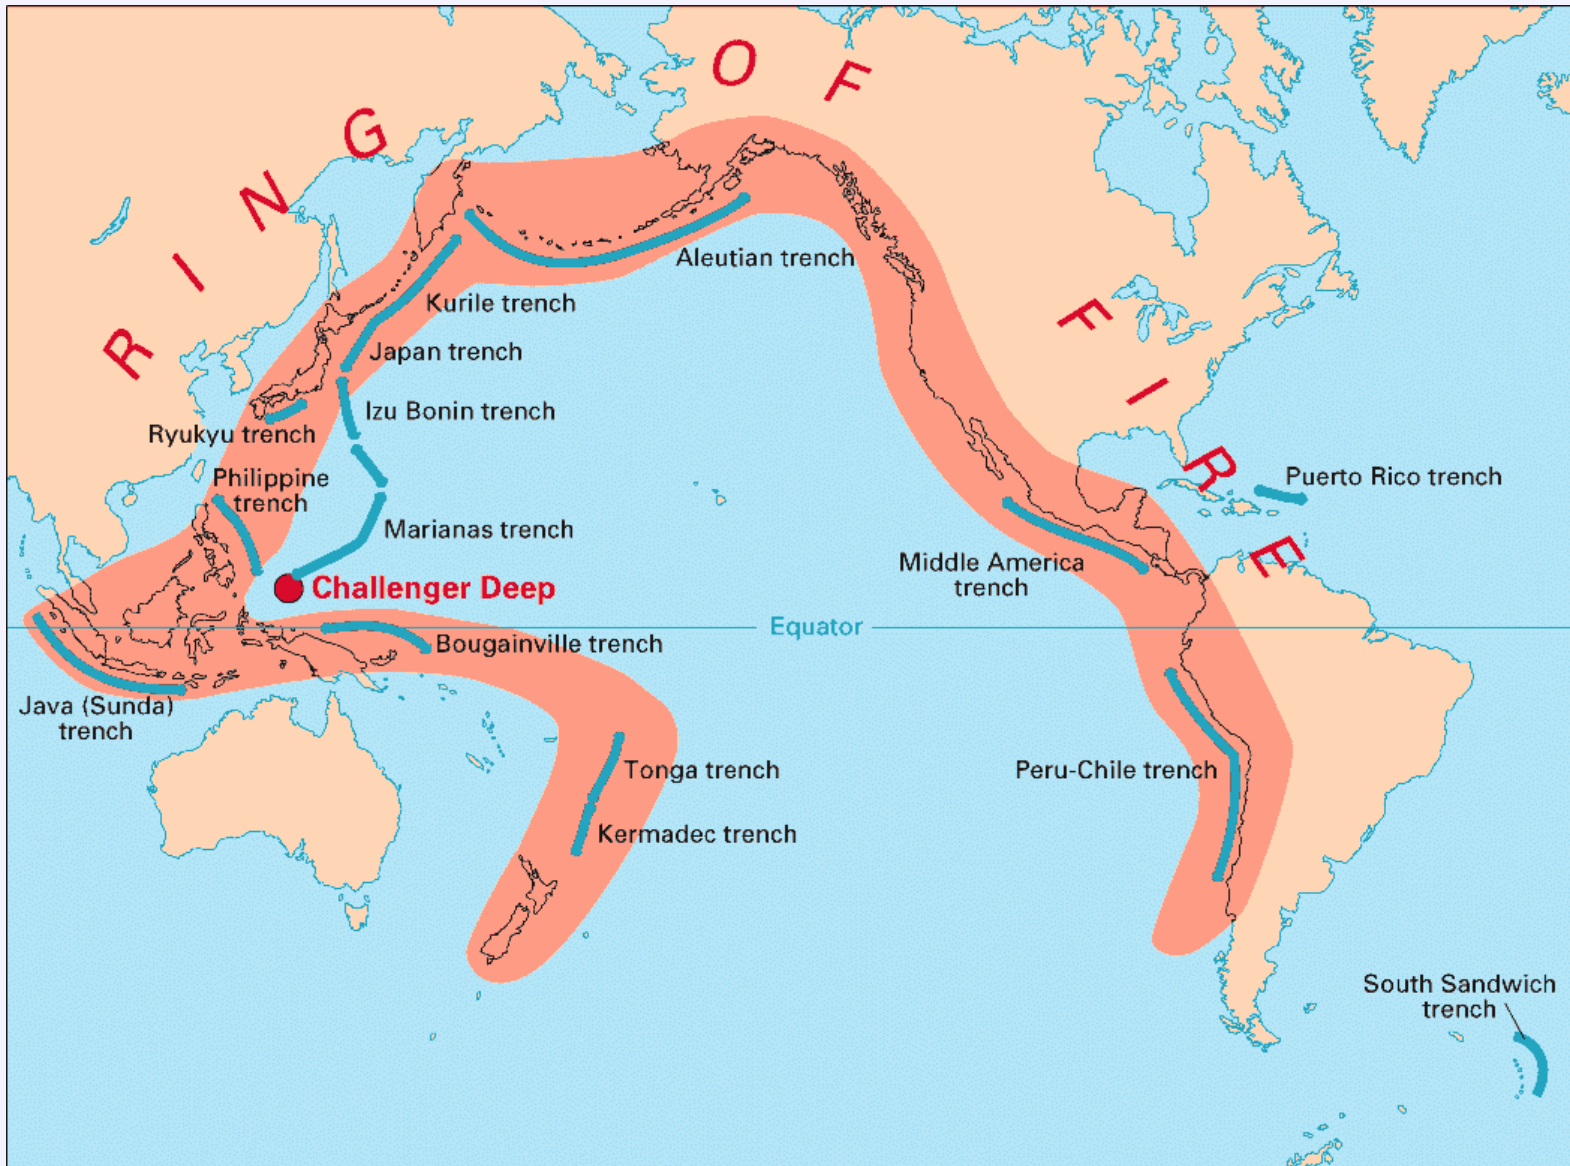 RING OF FIRE
Aleutian trench
Kurile trench
Japan trench
Izu Bonin trench
Ryukyu trench
Philippine
trench
Puerto Rico trench
Marianas trench
Middle America
trench
Challenger Deep
Equator
Bougainville trench
Java (Sunda)
trench
Tonga trench
Peru-Chile trench
Kermadec trench
South Sandwich
trench